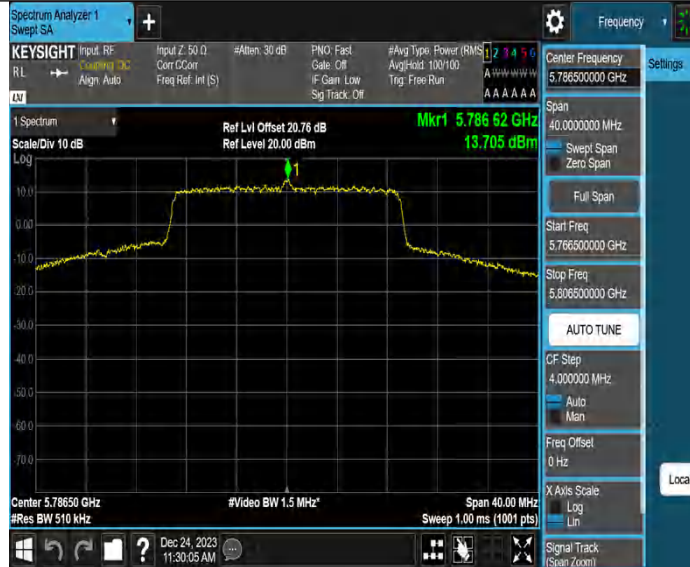 Spectrum Analyzer 1
Swept SA
+
Frequency
KEYSIGHT
RL
Input: RF
Coupling: DC
Align: Auto
Input Z: 50 Ω
Corr CCorr
Freq Ref: Int (S)
#Atten: 30 dB
PNO: Fast
Gate: Off
IF Gain: Low
Sig Track: Off
#Avg Type: Power (RMS
Avg|Hold: 100/100
Trig: Free Run
1 2 3 4 5 6
A W W W W W
A A A A A A
LXI
1 Spectrum
Scale/Div 10 dB
Ref Lvl Offset 20.76 dB
Ref Level 20.00 dBm
Mkr1 5.786 62 GHz
13.705 dBm
Log
1
10.0
0.00
-10.0
-20.0
-30.0
-40.0
-50.0
-60.0
-70.0
Center 5.78650 GHz
#Res BW 510 kHz
#Video BW 1.5 MHz*
Span 40.00 MHz
Sweep 1.00 ms (1001 pts)
Center Frequency
5.786500000 GHz
Settings
Span
40.0000000 MHz
Swept Span
Zero Span
Full Span
Start Freq
5.766500000 GHz
Stop Freq
5.806500000 GHz
AUTO TUNE
CF Step
4.000000 MHz
Auto
Man
Freq Offset
0 Hz
X Axis Scale
Log
Lin
Signal Track
(Span Zoom)
Loca
?
Dec 24, 2023
11:30:05 AM